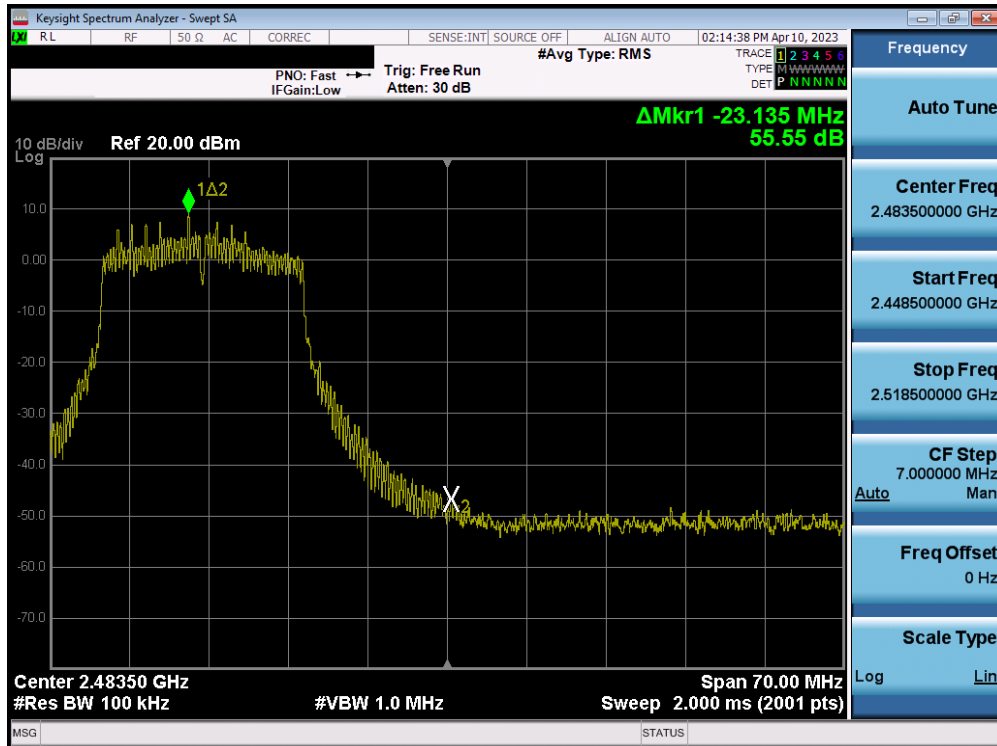 Keysight Spectrum Analyzer - Swept SA
LXI RL RF 50 Ω AC CORREC SENSE:INT SOURCE OFF ALIGN AUTO 02:14:38 PM Apr 10, 2023
#Avg Type: RMS
TRACE 1 2 3 4 5 6
PNO: Fast Trig: Free Run
TYPE M WWWWW
IFGain:Low Atten: 30 dB
DET P N N N N N
ΔMkr1 -23.135 MHz
55.55 dB
10 dB/div Ref 20.00 dBm
Log
1Δ2
10.0
0.00
-10.0
-20.0
-30.0
-40.0
X2
-50.0
-60.0
-70.0
Center 2.48350 GHz Span 70.00 MHz
#Res BW 100 kHz #VBW 1.0 MHz Sweep 2.000 ms (2001 pts)
MSG STATUS
Frequency
Auto Tune
Center Freq
2.483500000 GHz
Start Freq
2.448500000 GHz
Stop Freq
2.518500000 GHz
CF Step
7.000000 MHz
Auto Man
Freq Offset
0 Hz
Scale Type
Log Lin